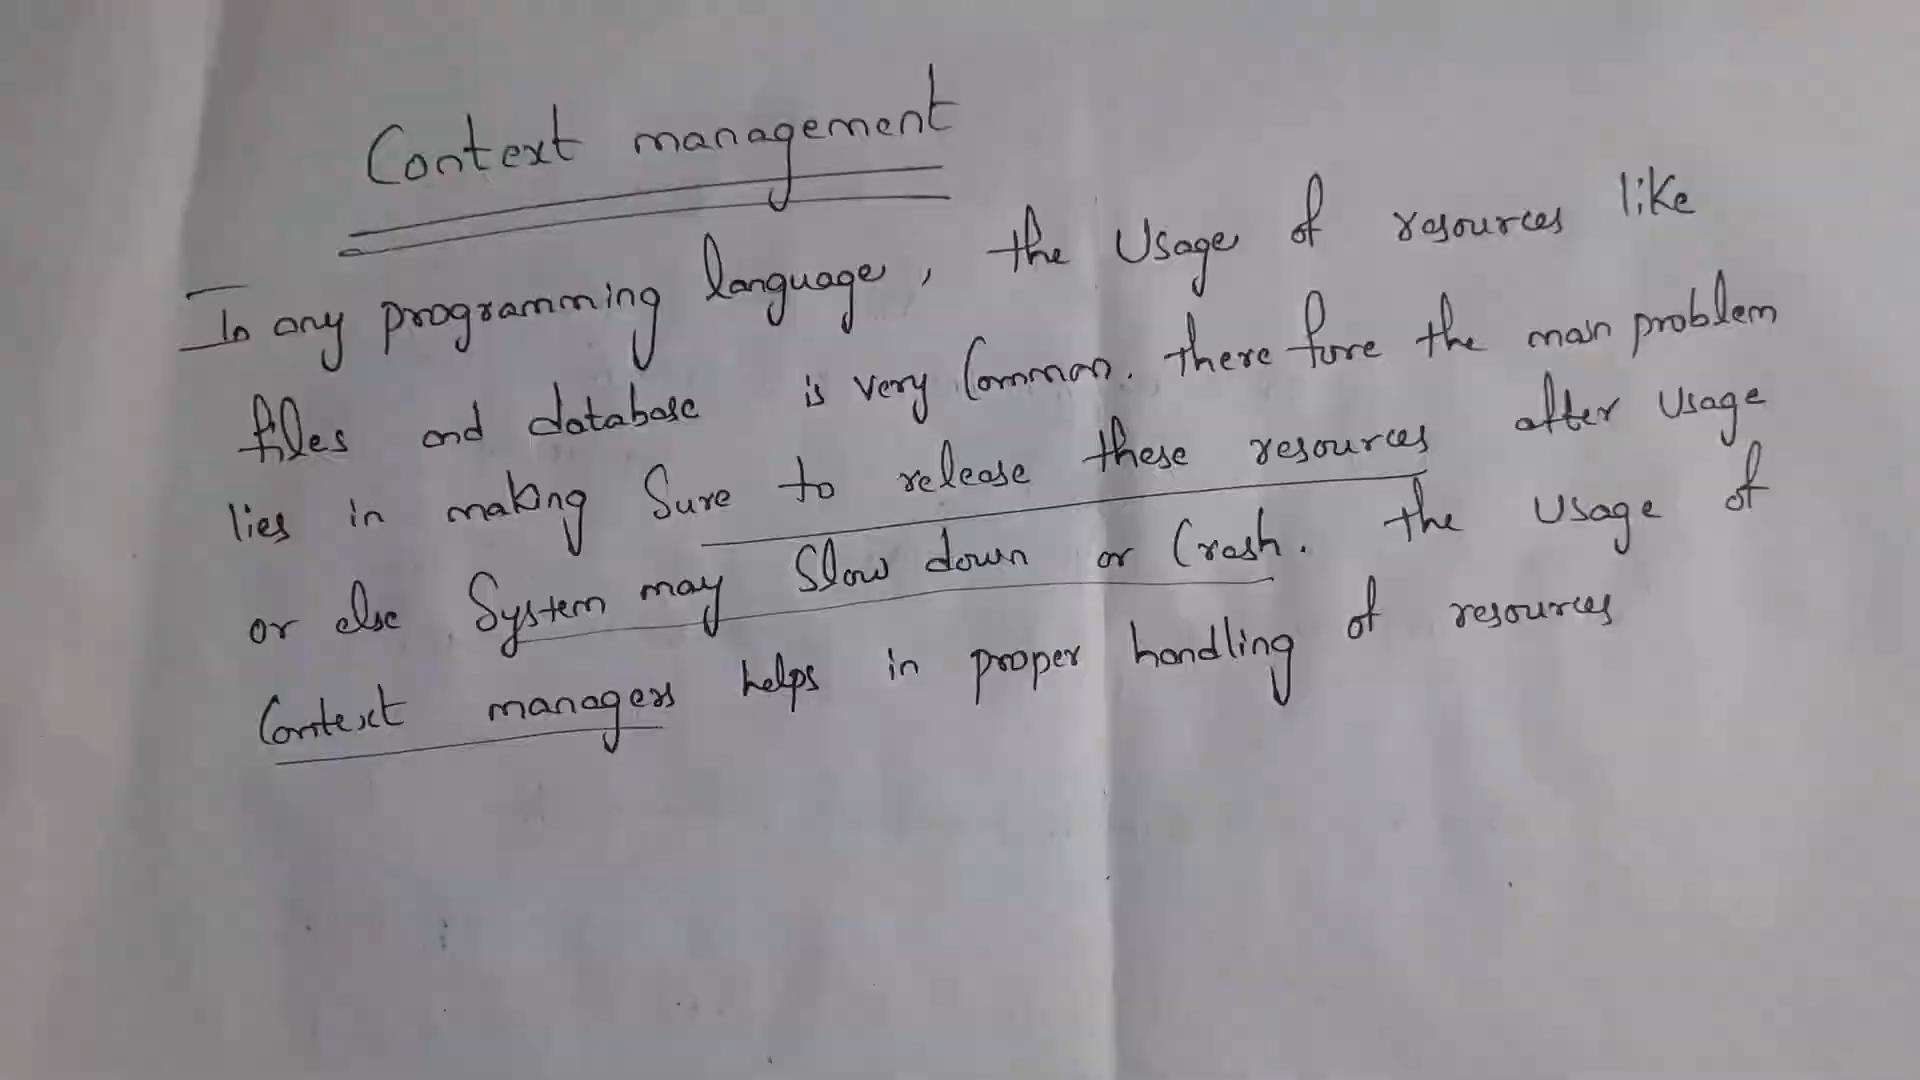 Context management
In any programming language, the Usage of resources like
files and database is very Common. there fore the main problem
lies in making Sure to release these resources after Usage
or else System may Slow down or Crash. the Usage of
Context managers helps in proper handling of resources